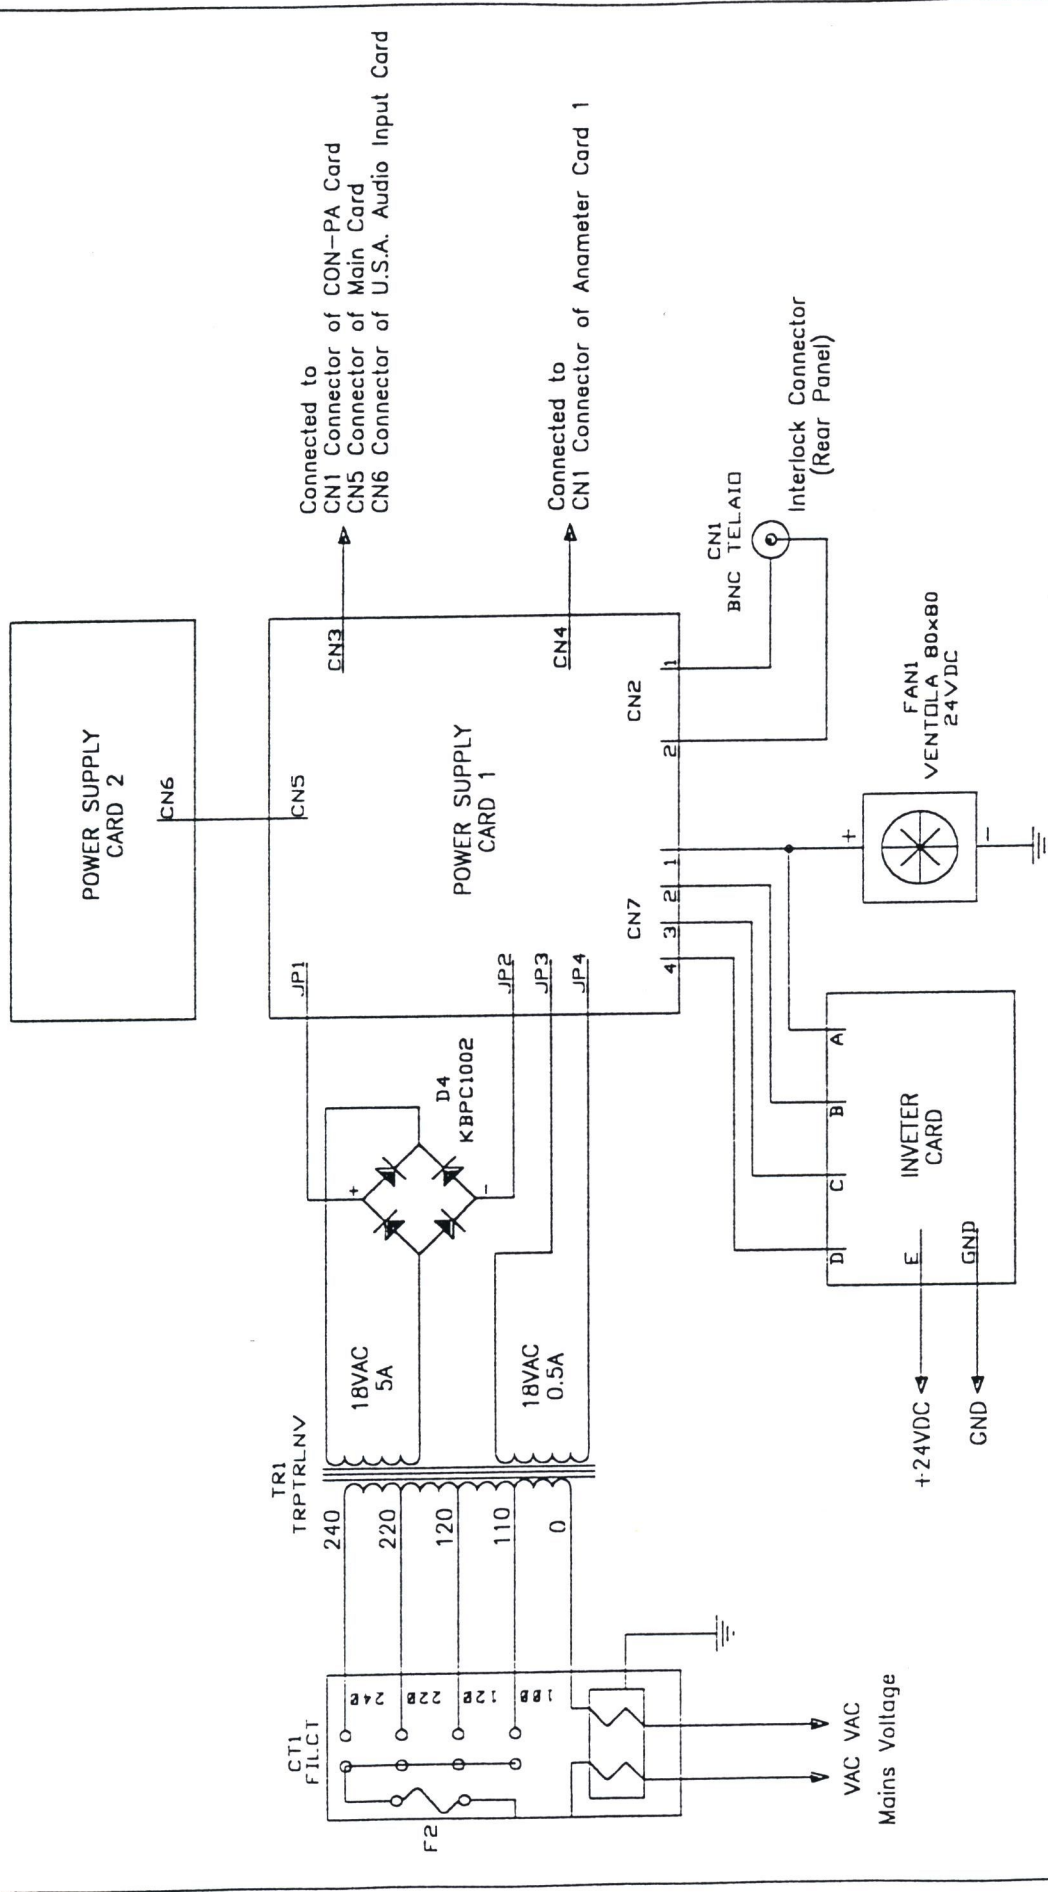 POWER SUPPLY
CARD 2
CN6
CN5
POWER SUPPLY
CARD 1
CN3
Connected to
CN1 Connector of CON-PA Card
CN5 Connector of Main Card
CN6 Connector of U.S.A. Audio Input Card
CN4
Connected to
CN1 Connector of Anameter Card 1
CN2
1
2
CN1
BNC TELAIO
Interlock Connector
(Rear Panel)
CN7
1
2
3
4
JP1
JP2
JP3
JP4
D4
KBPC1002
+
-
18VAC
5A
18VAC
0.5A
TR1
TRPTRLNV
240
220
120
110
0
CT1
FILCT
240
220
120
100
F2
VAC VAC
Mains Voltage
FAN1
VENTOLA 80x80
24VDC
+
-
INVETER
CARD
A
B
C
D
E
GND
+24VDC
GND